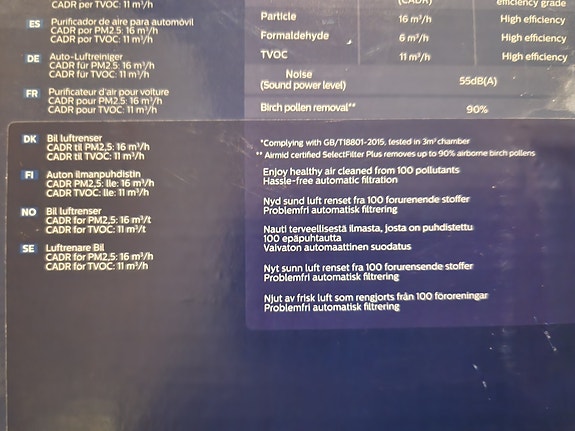 CADR per TVOC: 11 m³/h
ES Purificador de aire para automóvil
CADR por PM2.5: 16 m³/h
CADR por TVOC: 11 m³/h
DE Auto-Luftreiniger
CADR für PM2.5: 16 m³/h
CADR für TVOC: 11 m³/h
FR Purificateur d'air pour voiture
CADR pour PM2.5: 16 m³/h
CADR pour TVOC: 11 m³/h
DK Bil luftrenser
CADR til PM2,5: 16 m³/h
CADR til TVOC: 11 m³/h
FI Auton ilmanpuhdistin
CADR PM2,5: lle: 16 m³/h
CADR TVOC: lle: 11 m³/h
NO Bil luftrenser
CADR for PM2,5: 16 m³/t
CADR for TVOC: 11 m³/t
SE Luftrenare Bil
CADR för PM2,5: 16 m³/h
CADR för TVOC: 11 m³/h
(CADR) efficiency grade
Particle 16 m³/h High efficiency
Formaldehyde 6 m³/h High efficiency
TVOC 11 m³/h High efficiency
Noise
(Sound power level) 55dB(A)
Birch pollen removal** 90%
*Complying with GB/T18801-2015, tested in 3m³ chamber
** Airmid certified SelectFilter Plus removes up to 90% airborne birch pollens
Enjoy healthy air cleaned from 100 pollutants
Hassle-free automatic filtration
Nyd sund luft renset fra 100 forurenende stoffer
Problemfri automatisk filtrering
Nauti terveellisestä ilmasta, josta on puhdistettu
100 epäpuhtautta
Vaivaton automaattinen suodatus
Nyt sunn luft renset fra 100 forurensende stoffer
Problemfri automatisk filtrering
Njut av frisk luft som rengjorts från 100 föroreningar
Problemfri automatisk filtrering